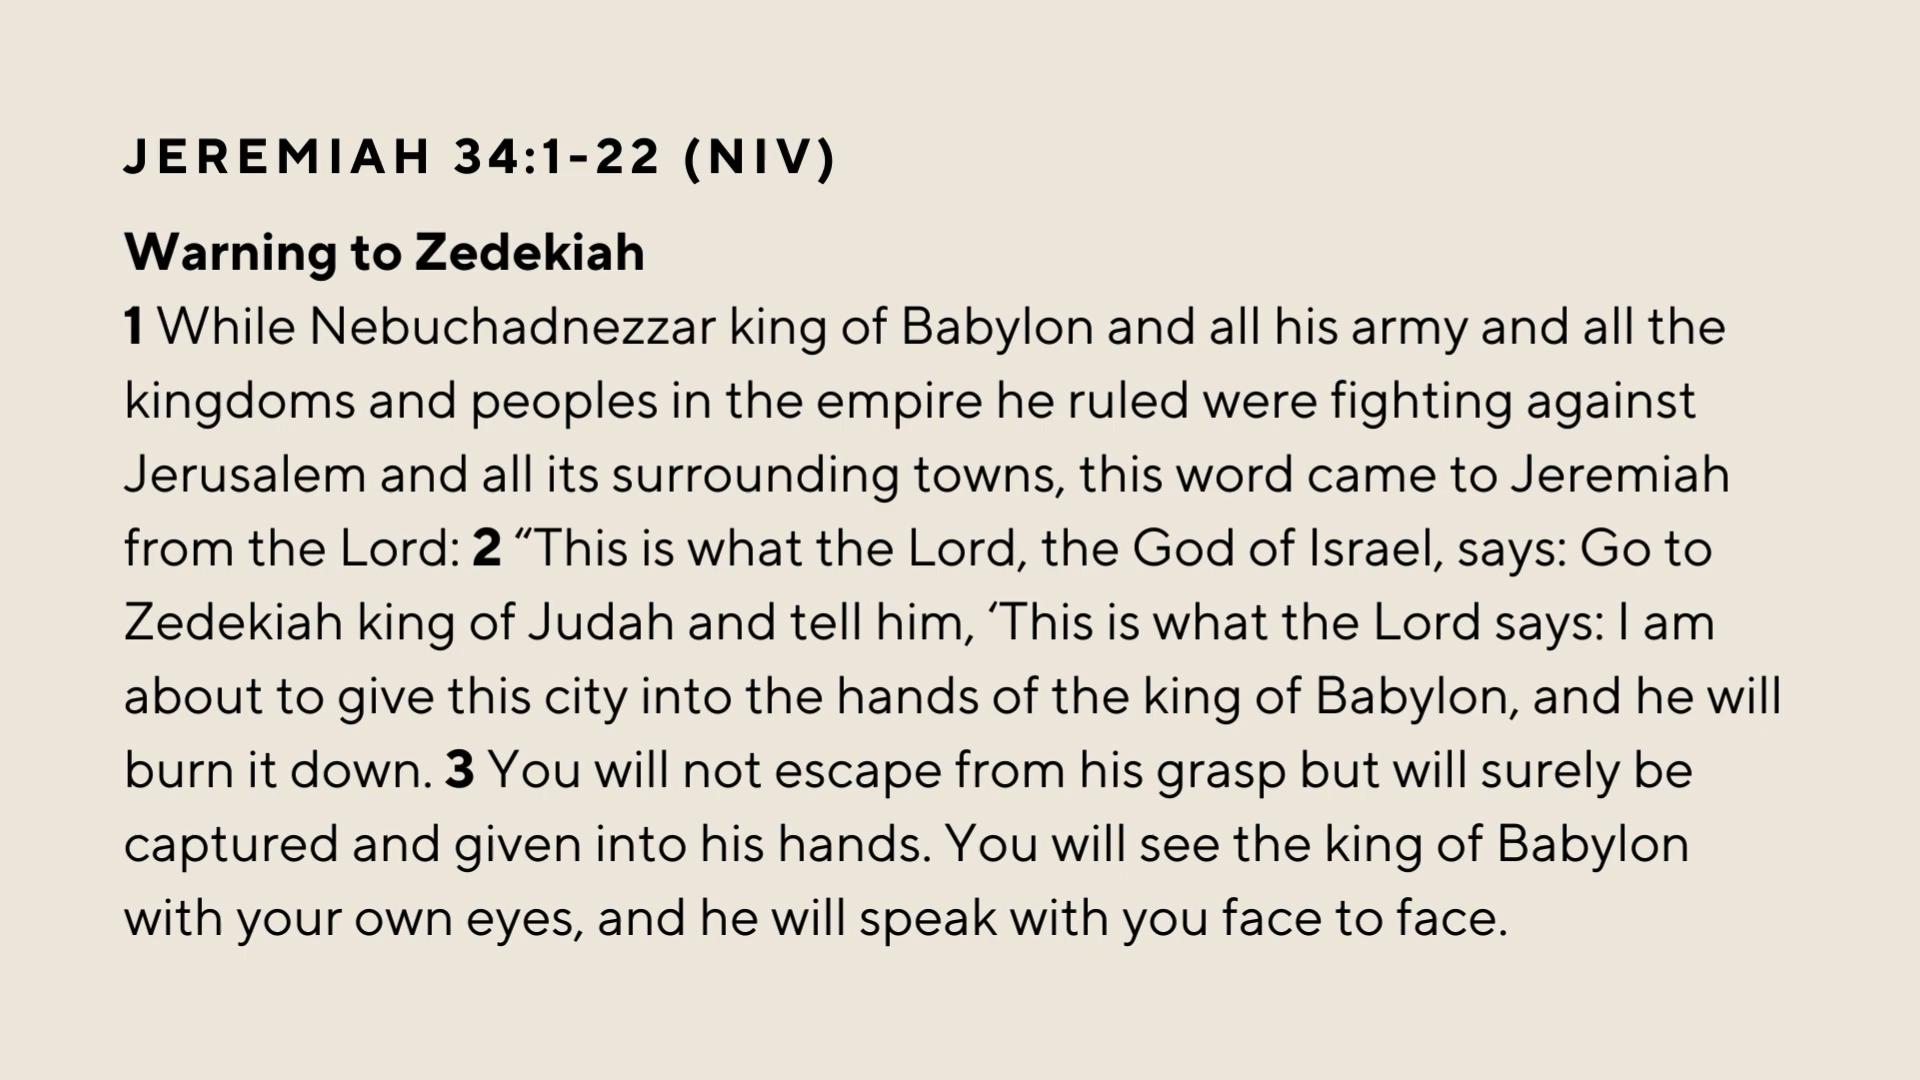 JEREMIAH 34:1-22 (NIV)
Warning to Zedekiah
1 While Nebuchadnezzar king of Babylon and all his army and all the
kingdoms and peoples in the empire he ruled were fighting against
Jerusalem and all its surrounding towns, this word came to Jeremiah
from the Lord: 2 “This is what the Lord, the God of Israel, says: Go to
Zedekiah king of Judah and tell him, ‘This is what the Lord says: I am
about to give this city into the hands of the king of Babylon, and he will
burn it down. 3 You will not escape from his grasp but will surely be
captured and given into his hands. You will see the king of Babylon
with your own eyes, and he will speak with you face to face.